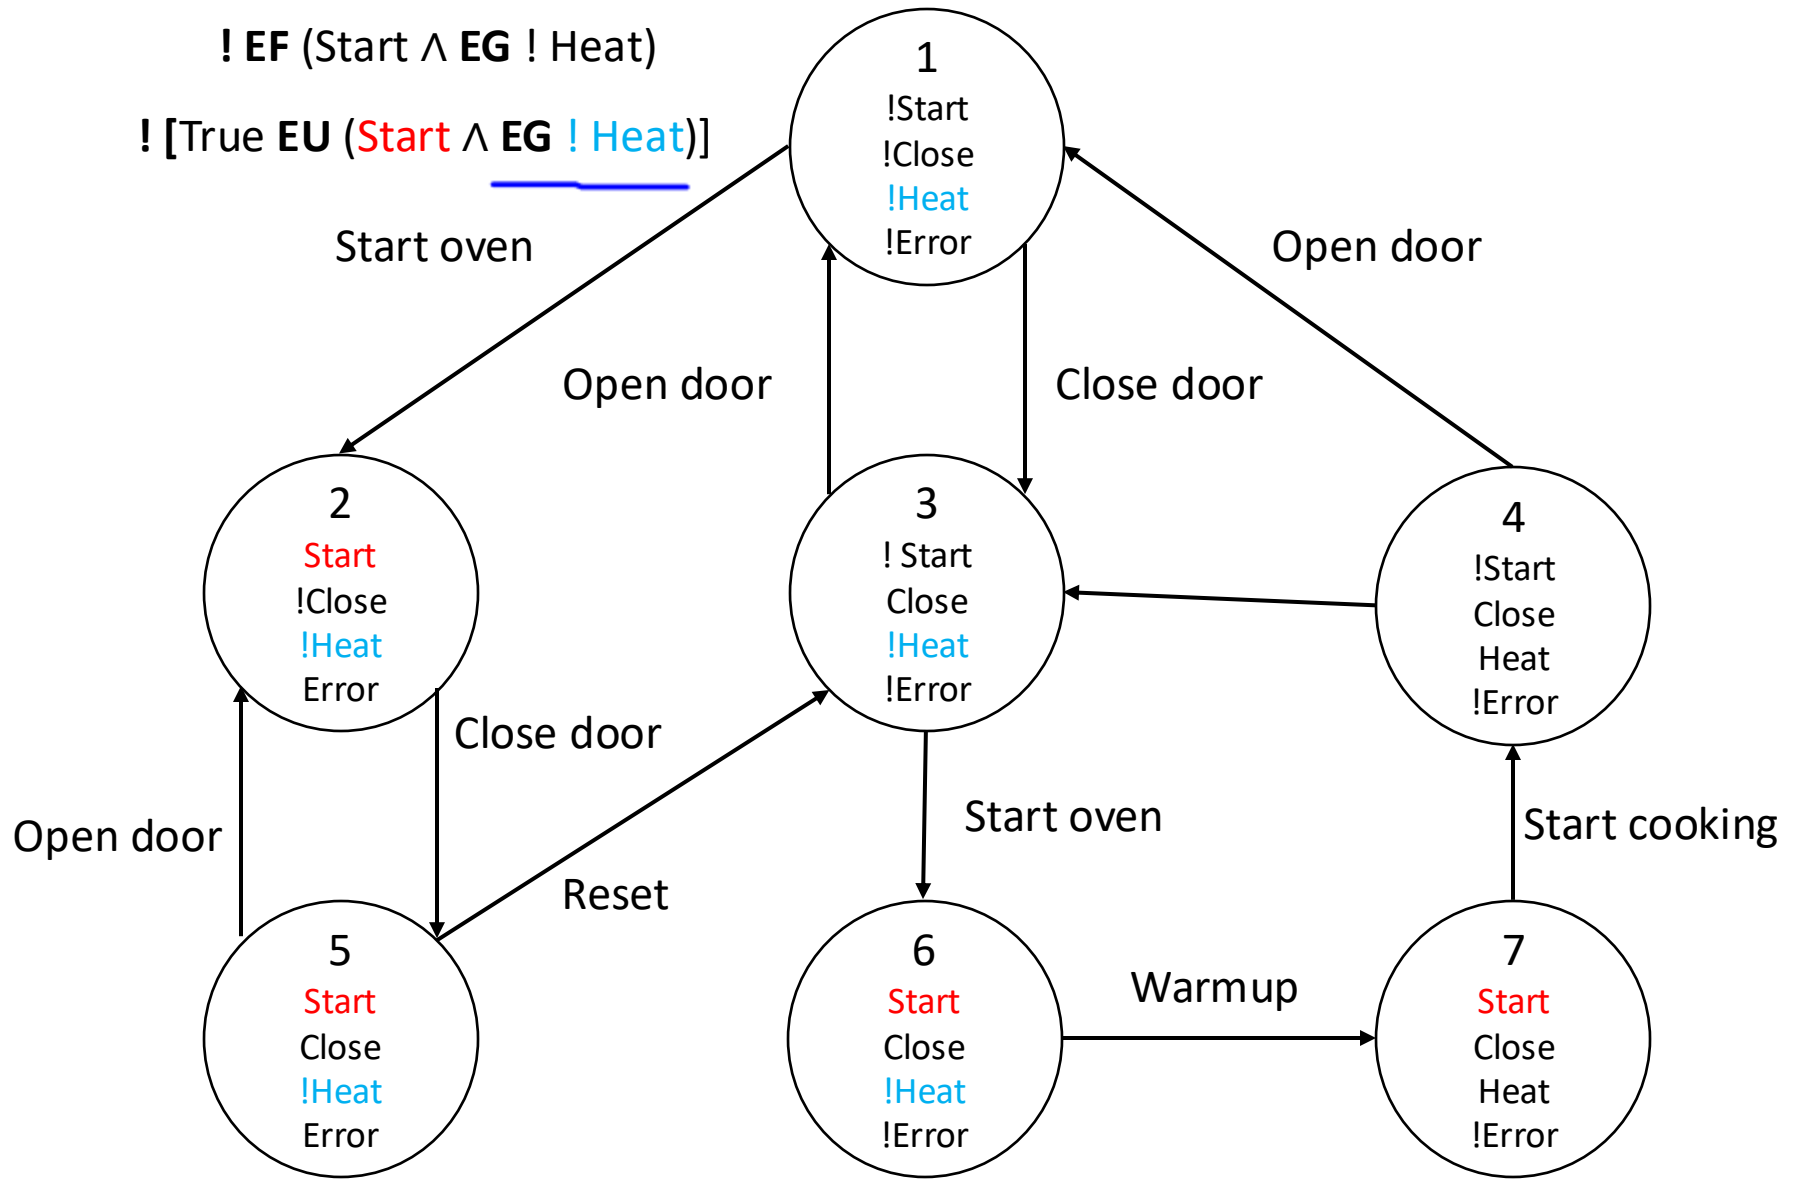 ! EF (Start ∧ EG ! Heat)
! [True EU (Start ∧ EG ! Heat)]
1
!Start
!Close
!Heat
!Error
Start oven
Open door
Open door
Close door
2
Start
!Close
!Heat
Error
3
! Start
Close
!Heat
!Error
4
!Start
Close
Heat
!Error
Close door
Open door
Reset
Start oven
Start cooking
5
Start
Close
!Heat
Error
6
Start
Close
!Heat
!Error
Warmup
7
Start
Close
Heat
!Error